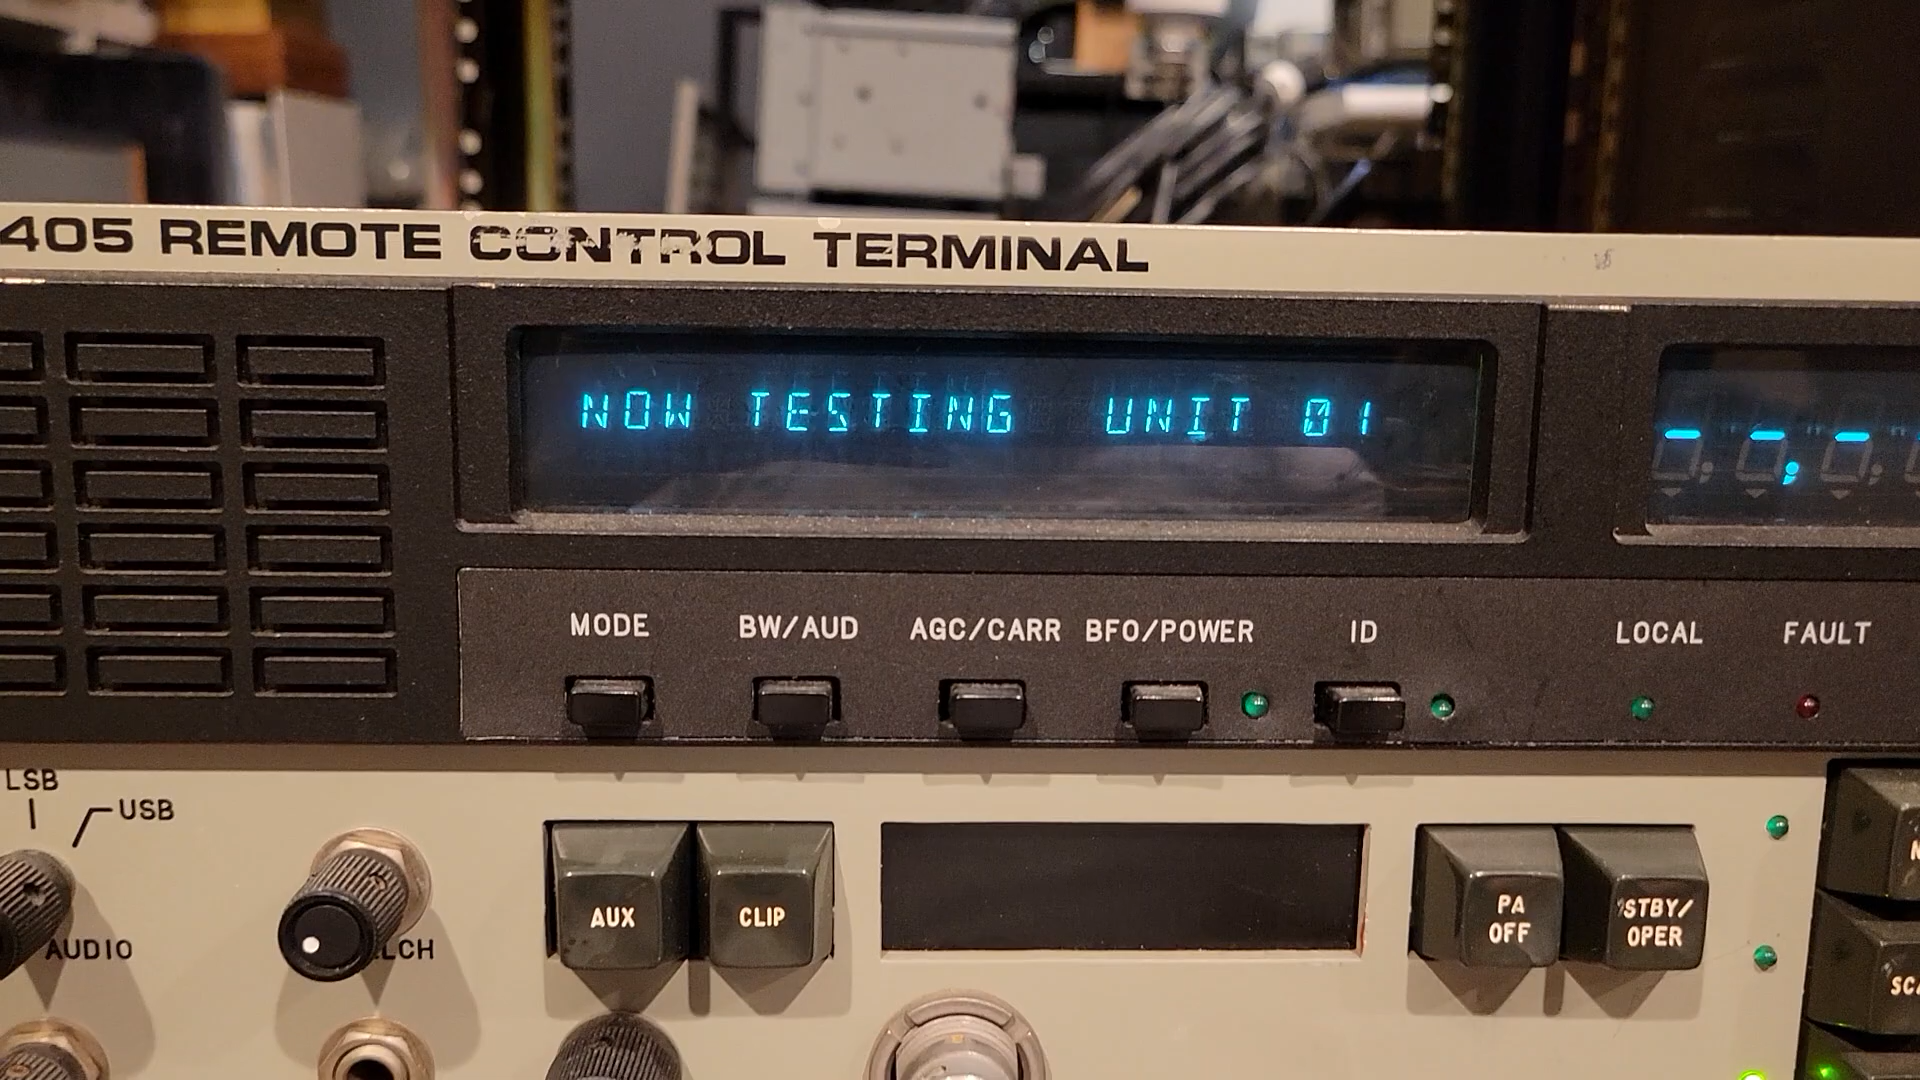 405 REMOTE CONTROL TERMINAL
NOW TESTING UNIT 01
MODE BW/AUD AGC/CARR BFO/POWER ID LOCAL FAULT
LSB
USB
AUX CLIP PA OFF STBY/ OPER
AUDIO